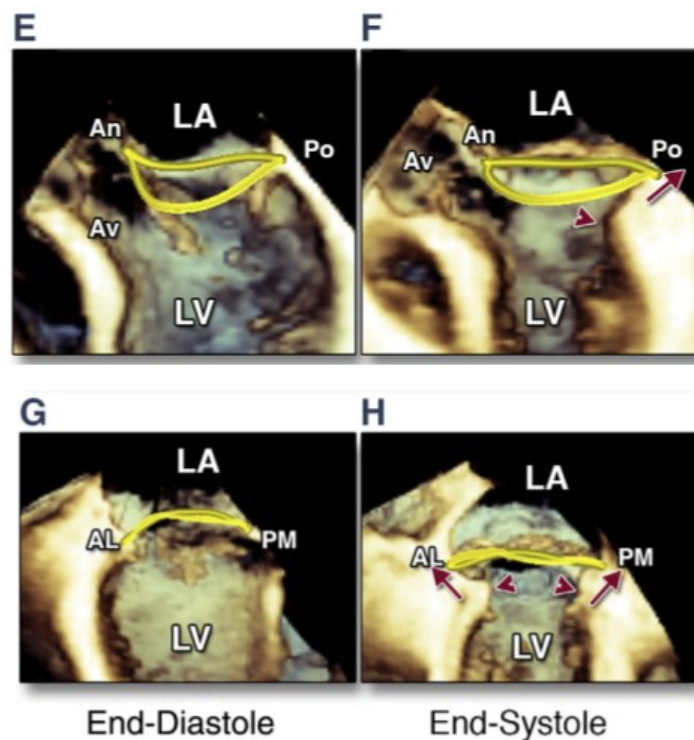 E
F
LA
LA
An
Po
An
Po
Av
Av
LV
LV
G
H
LA
LA
AL
PM
AL
PM
LV
LV
End-Diastole
End-Systole